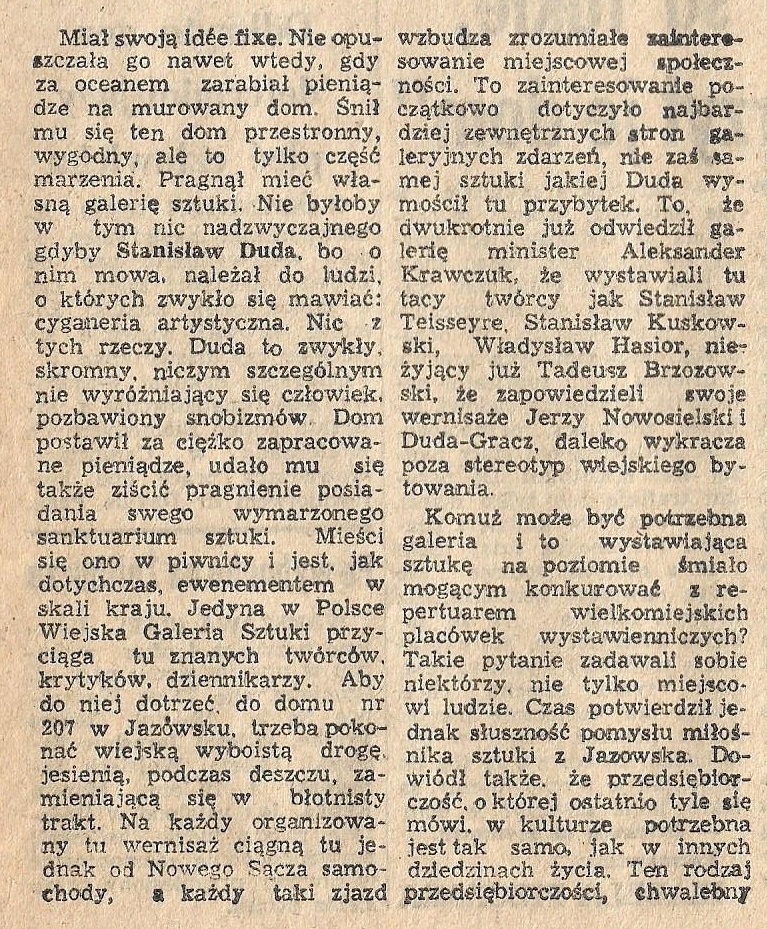 Miał swoją idée fixe. Nie opu-
szczała go nawet wtedy, gdy
za oceanem zarabiał pienią-
dze na murowany dom. Śnił
mu się ten dom przestronny,
wygodny, ale to tylko część
marzenia. Pragnął mieć wła-
sną galerię sztuki. Nie byłoby
w tym nic nadzwyczajnego
gdyby Stanisław Duda, bo o
nim mowa, należał do ludzi,
o których zwykło się mawiać:
cyganeria artystyczna. Nic z
tych rzeczy. Duda to zwykły,
skromny, niczym szczególnym
nie wyróżniający się człowiek,
pozbawiony snobizmów. Dom
postawił za ciężko zapracowa-
ne pieniądze, udało mu się
także ziścić pragnienie posia-
dania swego wymarzonego
sanktuarium sztuki. Mieści
się ono w piwnicy i jest, jak
dotychczas, ewenementem w
skali kraju. Jedyna w Polsce
Wiejska Galeria Sztuki przy-
ciąga tu znanych twórców,
krytyków, dziennikarzy. Aby
do niej dotrzeć, do domu nr
207 w Jazowsku, trzeba poko-
nać wiejską wyboistą drogę,
jesienią, podczas deszczu, za-
mieniającą się w błotnisty
trakt. Na każdy organizowa-
ny tu wernisaż ciągną tu je-
dnak od Nowego Sącza samo-
chody, a każdy taki zjazd
wzbudza zrozumiałe zaintere-
sowanie miejscowej społecz-
ności. To zainteresowanie po-
czątkowo dotyczyło najbar-
dziej zewnętrznych stron ga-
leryjnych zdarzeń, nie zaś sa-
mej sztuki jakiej Duda wy-
mościł tu przybytek. To, że
dwukrotnie już odwiedził ga-
lerię minister Aleksander
Krawczuk, że wystawiali tu
tacy twórcy jak Stanisław
Teisseyre, Stanisław Kuskow-
ski, Władysław Hasior, nie-
żyjący już Tadeusz Brzozow-
ski, że zapowiedzieli swoje
wernisaże Jerzy Nowosielski i
Duda-Gracz, daleko wykracza
poza stereotyp wiejskiego by-
towania.
Komuż może być potrzebna
galeria i to wystawiająca
sztukę na poziomie śmiało
mogącym konkurować z re-
pertuarem wielkomiejskich
placówek wystawienniczych?
Takie pytanie zadawali sobie
niektórzy, nie tylko miejsco-
wi ludzie. Czas potwierdził je-
dnak słuszność pomysłu miłoś-
nika sztuki z Jazowska. Do-
wiódł także, że przedsiębior-
czość, o której ostatnio tyle się
mówi, w kulturze potrzebna
jest tak samo, jak w innych
dziedzinach życia. Ten rodzaj
przedsiębiorczości, chwalebny